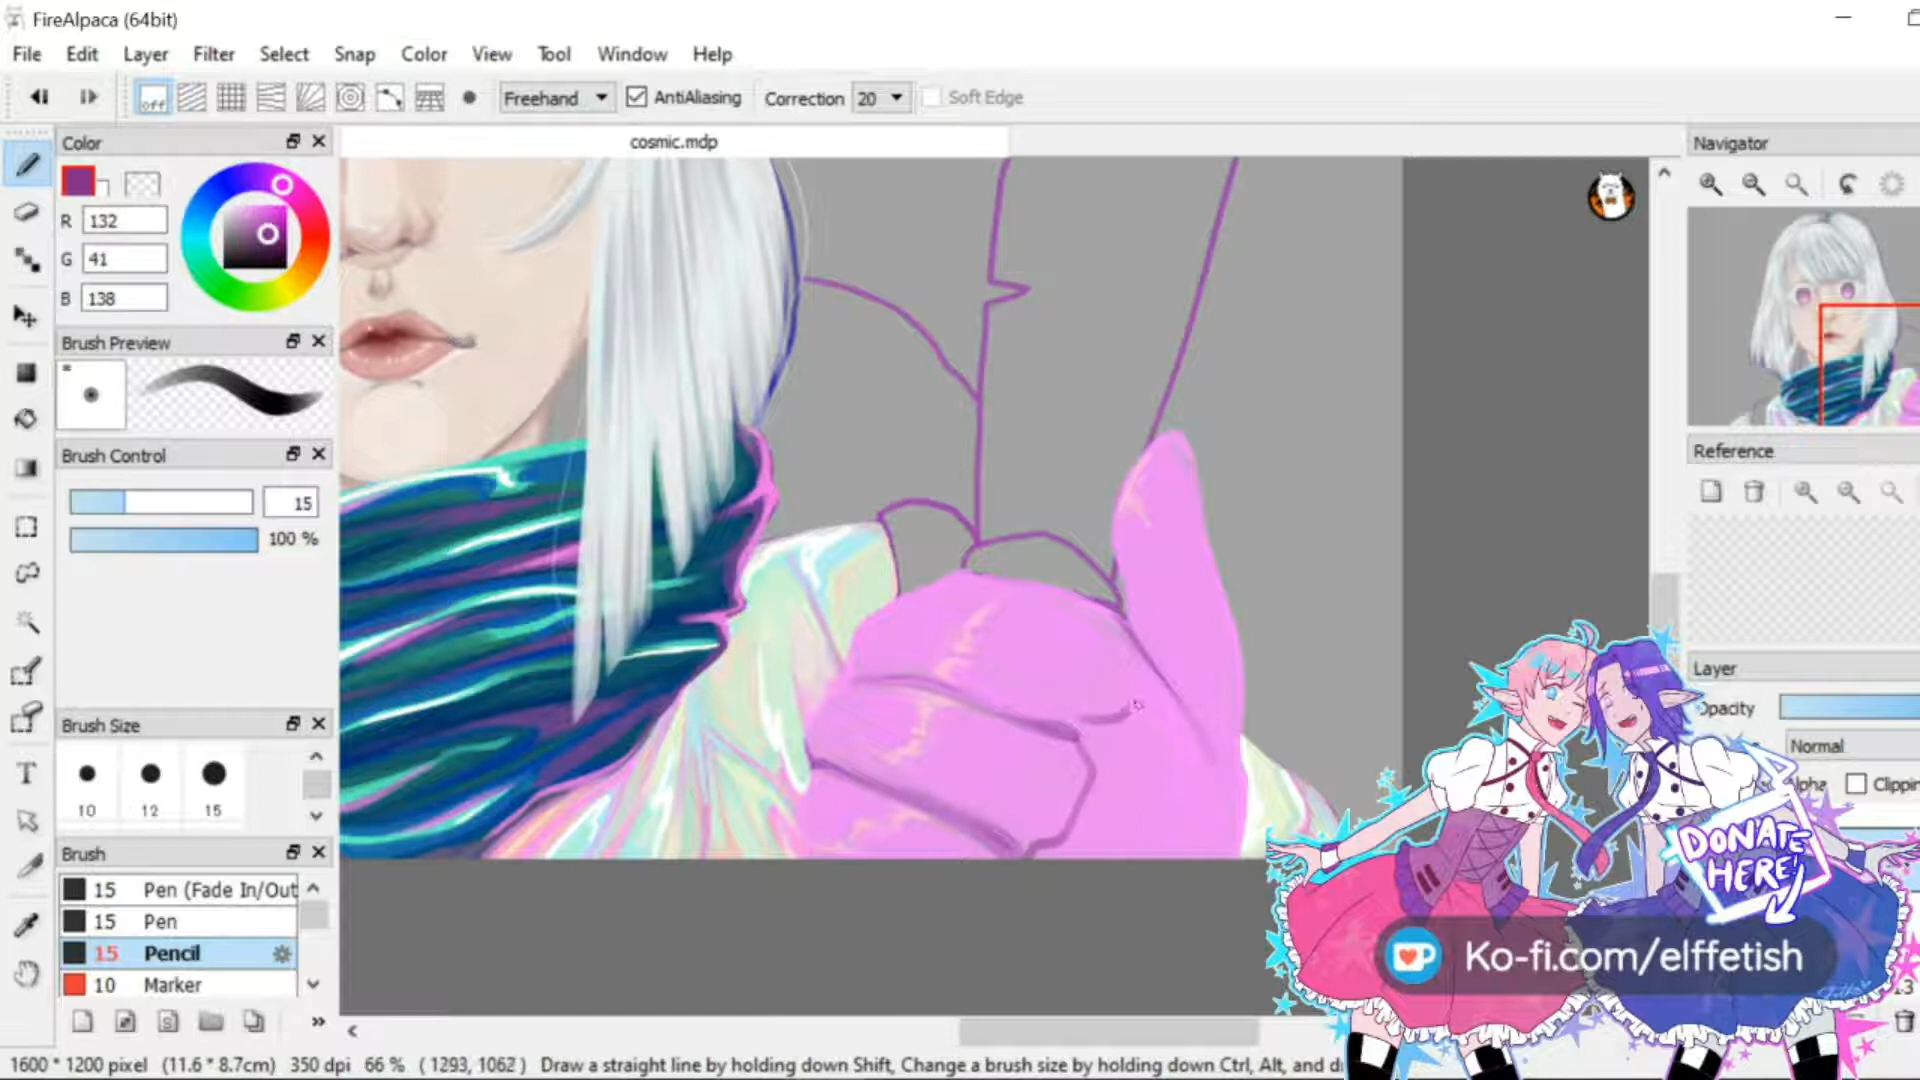 FireAlpaca (64bit)
File Edit Layer Filter Select Snap Color View Tool Window Help
off Freehand AntiAliasing Correction 20 Soft Edge
Color
cosmic.mdp
Navigator
R 132
G 41
B 138
Brush Preview
Brush Control
15
100 %
Reference
Layer
Opacity
Normal
Alpha Clippin
Brush Size
10 12 15
Brush
15 Pen (Fade In/Out
15 Pen
15 Pencil
10 Marker
DONATE
HERE!
Ko-fi.com/elffetish
1600 * 1200 pixel (11.6 * 8.7cm) 350 dpi 66 % ( 1293, 1062 ) Draw a straight line by holding down Shift, Change a brush size by holding down Ctrl, Alt, and d